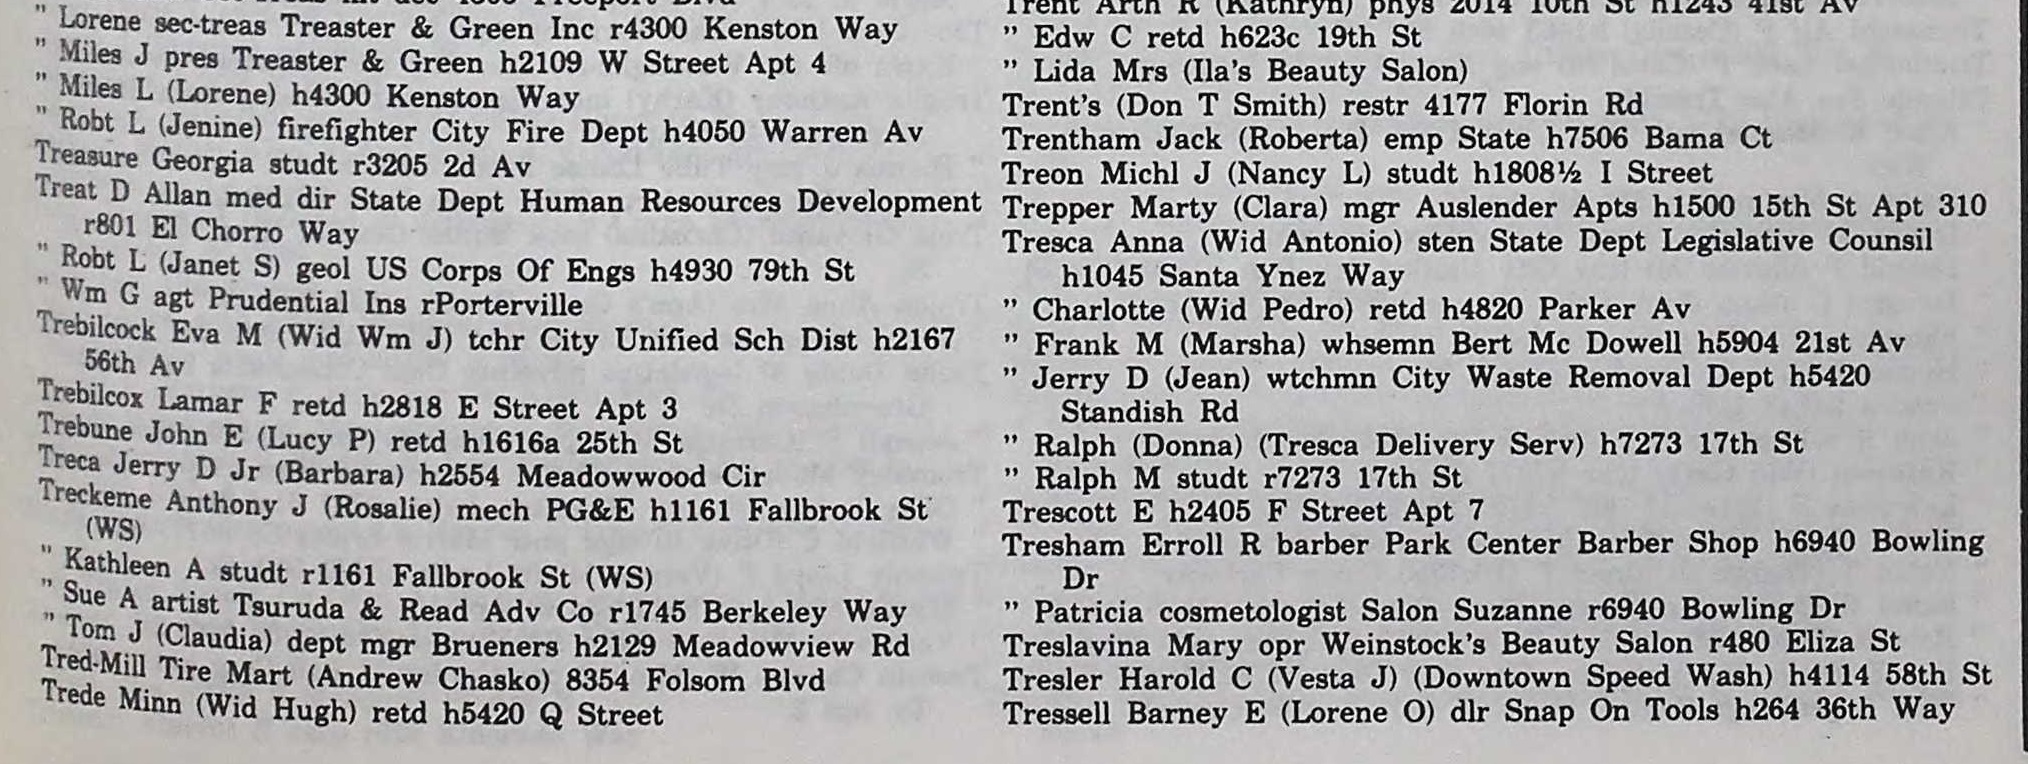 " Lorene sec-treas Treaster & Green Inc r4300 Kenston Way
" Miles J pres Treaster & Green h2109 W Street Apt 4
" Miles L (Lorene) h4300 Kenston Way
" Robt L (Jenine) firefighter City Fire Dept h4050 Warren Av
Treasure Georgia studt r3205 2d Av
Treat D Allan med dir State Dept Human Resources Development
r801 El Chorro Way
" Robt L (Janet S) geol US Corps Of Engs h4930 79th St
" Wm G agt Prudential Ins rPorterville
Trebilcock Eva M (Wid Wm J) tchr City Unified Sch Dist h2167
56th Av
Trebilcox Lamar F retd h2818 E Street Apt 3
Trebune John E (Lucy P) retd h1616a 25th St
Treca Jerry D Jr (Barbara) h2554 Meadowwood Cir
Treckeme Anthony J (Rosalie) mech PG&E h1161 Fallbrook St
(WS)
" Kathleen A studt r1161 Fallbrook St (WS)
" Sue A artist Tsuruda & Read Adv Co r1745 Berkeley Way
" Tom J (Claudia) dept mgr Brueners h2129 Meadowview Rd
Tred-Mill Tire Mart (Andrew Chasko) 8354 Folsom Blvd
Trede Minn (Wid Hugh) retd h5420 Q Street
Trent Arth R (Kathryn) phys 2014 10th St h1243 41st Av
" Edw C retd h623c 19th St
" Lida Mrs (Ila's Beauty Salon)
Trent's (Don T Smith) restr 4177 Florin Rd
Trentham Jack (Roberta) emp State h7506 Bama Ct
Treon Michl J (Nancy L) studt h1808½ I Street
Trepper Marty (Clara) mgr Auslender Apts h1500 15th St Apt 310
Tresca Anna (Wid Antonio) sten State Dept Legislative Counsil
h1045 Santa Ynez Way
" Charlotte (Wid Pedro) retd h4820 Parker Av
" Frank M (Marsha) whsemn Bert Mc Dowell h5904 21st Av
" Jerry D (Jean) wtchmn City Waste Removal Dept h5420
Standish Rd
" Ralph (Donna) (Tresca Delivery Serv) h7273 17th St
" Ralph M studt r7273 17th St
Trescott E h2405 F Street Apt 7
Tresham Erroll R barber Park Center Barber Shop h6940 Bowling
Dr
" Patricia cosmetologist Salon Suzanne r6940 Bowling Dr
Treslavina Mary opr Weinstock's Beauty Salon r480 Eliza St
Tresler Harold C (Vesta J) (Downtown Speed Wash) h4114 58th St
Tressell Barney E (Lorene O) dlr Snap On Tools h264 36th Way